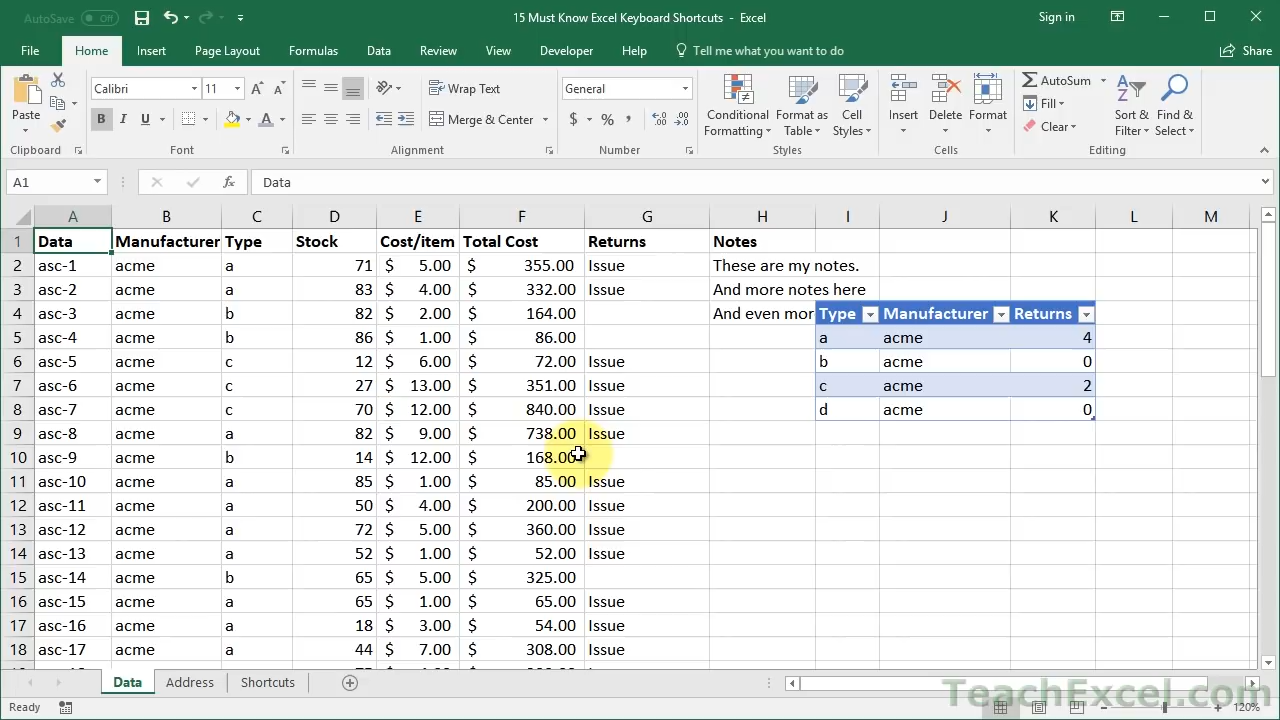 AutoSave Off 15 Must Know Excel Keyboard Shortcuts - Excel Sign in
File Home Insert Page Layout Formulas Data Review View Developer Help Tell me what you want to do Share
Paste
Calibri 11
B I U A
Wrap Text
Merge & Center
General
$ % ,
Conditional Formatting
Format as Table
Cell Styles
Insert Delete Format
AutoSum
Fill
Clear
Sort & Filter
Find & Select
Clipboard Font Alignment Number Styles Cells Editing
A1 fx Data
A B C D E F G H I J K L M
1 Data Manufacturer Type Stock Cost/item Total Cost Returns Notes
2 asc-1 acme a 71 $ 5.00 $ 355.00 Issue These are my notes.
3 asc-2 acme a 83 $ 4.00 $ 332.00 Issue And more notes here
4 asc-3 acme b 82 $ 2.00 $ 164.00 And even mor Type Manufacturer Returns
5 asc-4 acme b 86 $ 1.00 $ 86.00 a acme 4
6 asc-5 acme c 12 $ 6.00 $ 72.00 Issue b acme 0
7 asc-6 acme c 27 $ 13.00 $ 351.00 Issue c acme 2
8 asc-7 acme c 70 $ 12.00 $ 840.00 Issue d acme 0
9 asc-8 acme a 82 $ 9.00 $ 738.00 Issue
10 asc-9 acme b 14 $ 12.00 $ 168.00
11 asc-10 acme a 85 $ 1.00 $ 85.00 Issue
12 asc-11 acme a 50 $ 4.00 $ 200.00 Issue
13 asc-12 acme a 72 $ 5.00 $ 360.00 Issue
14 asc-13 acme a 52 $ 1.00 $ 52.00 Issue
15 asc-14 acme b 65 $ 5.00 $ 325.00
16 asc-15 acme a 65 $ 1.00 $ 65.00 Issue
17 asc-16 acme a 18 $ 3.00 $ 54.00 Issue
18 asc-17 acme a 44 $ 7.00 $ 308.00 Issue
Data Address Shortcuts
TeachExcel.com
Ready 120%